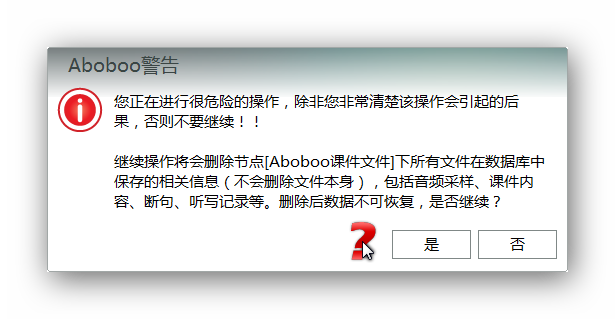 Aboboo警告
您正在进行很危险的操作，除非您非常清楚该操作会引起的后
果，否则不要继续！！
继续操作将会删除节点[Aboboo课件文件]下所有文件在数据库中
保存的相关信息（不会删除文件本身），包括音频采样、课件内
容、断句、听写记录等。删除后数据不可恢复，是否继续？
是
否